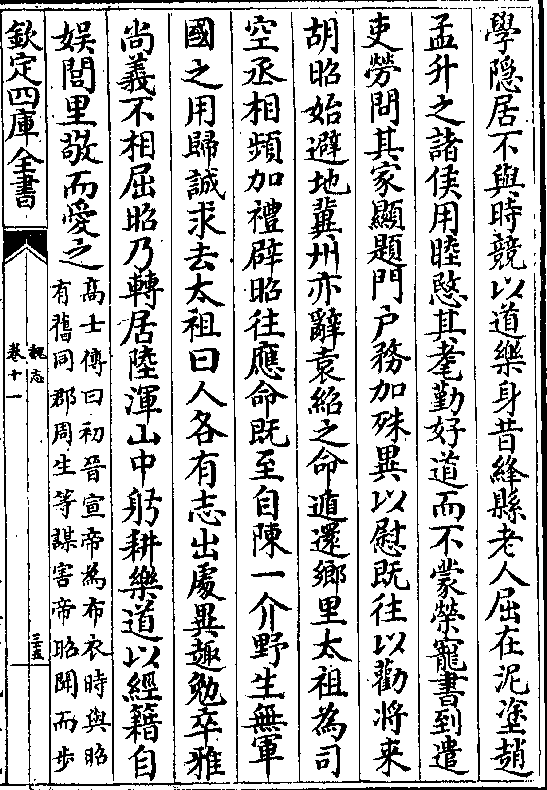 學隠居不與時競以道樂身昔絳縣老人屈在泥塗趙
孟升之諸侯用睦愍其耄勤好道而不蒙榮寵書到遣
吏勞問其家顯題門户務加殊異以慰既往以勸将來
胡昭始避地冀州亦辭袁紹之命遁還鄉里太祖為司
空丞相頻加禮辟昭往應命既至自陳一介野生無軍
國之用歸誠求去太祖曰人各有志出處異趣勉卒雅
尚義不相屈昭乃轉居陸渾山中躬耕樂道以經籍自
娛閭里敬而愛之
髙士傳曰初晉宣帝為布衣時與昭
有舊同郡周生等謀害帝昭聞而步
欽定四庫全書
魏志
卷十一
三五